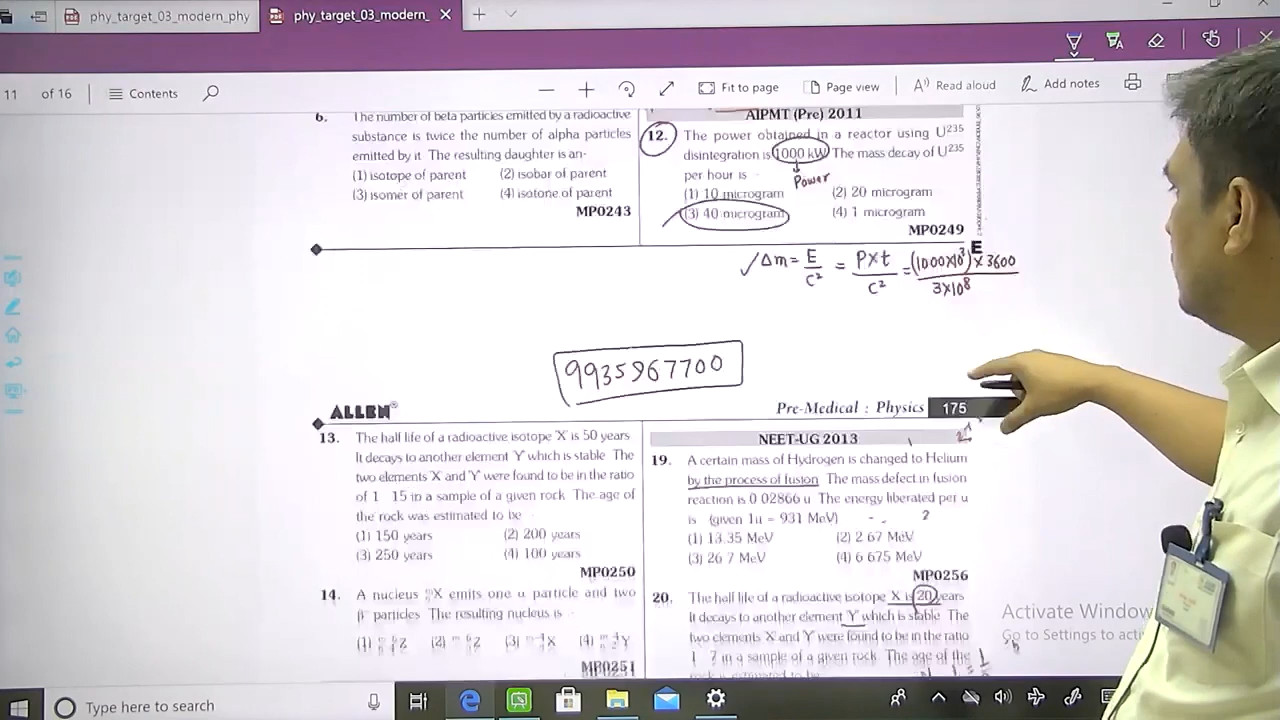 phy_target_03_modern_phy
phy_target_03_modern_
11 of 16
Contents
Fit to page
Page view
Read aloud
Add notes
6. The number of beta particles emitted by a radioactive
substance is twice the number of alpha particles
emitted by it. The resulting daughter is an-
(1) isotope of parent (2) isobar of parent
(3) isomer of parent (4) isotone of parent
MP0243
AIPMT (Pre) 2011
12. The power obtained in a reactor using U²³⁵
disintegration is 1000 kW The mass decay of U²³⁵
per hour is
Power
(1) 10 microgram (2) 20 microgram
(3) 40 microgram (4) 1 microgram
MP0249
E
✓ Δm = E/C² = P×t/C² = (1000×10³)×3600/3×10⁸
9935967700
ALLEN®
Pre-Medical : Physics 175
13. The half life of a radioactive isotope 'X' is 50 years
It decays to another element 'Y' which is stable The
two elements 'X' and 'Y' were found to be in the ratio
of 1 15 in a sample of a given rock The age of
the rock was estimated to be
(1) 150 years (2) 200 years
(3) 250 years (4) 100 years
MP0250
14. A nucleus X emits one α particle and two
β particles The resulting nucleus is
(1) Z (2) Z (3) X (4) Y
MP0251
NEET-UG 2013
19. A certain mass of Hydrogen is changed to Helium
by the process of fusion The mass defect in fusion
reaction is 0 02866 u The energy liberated per u
is (given 1u = 931 MeV) ?
(1) 13.35 MeV (2) 2 67 MeV
(3) 26 7 MeV (4) 6 675 MeV
MP0256
20. The half life of a radioactive isotope X is 20 years
It decays to another element 'Y' which is stable The
two elements 'X' and 'Y' were found to be in the ratio
1 7 in a sample of a given rock The age of the
rock is estimated to be
Activate Window
Go to Settings to acti
Type here to search